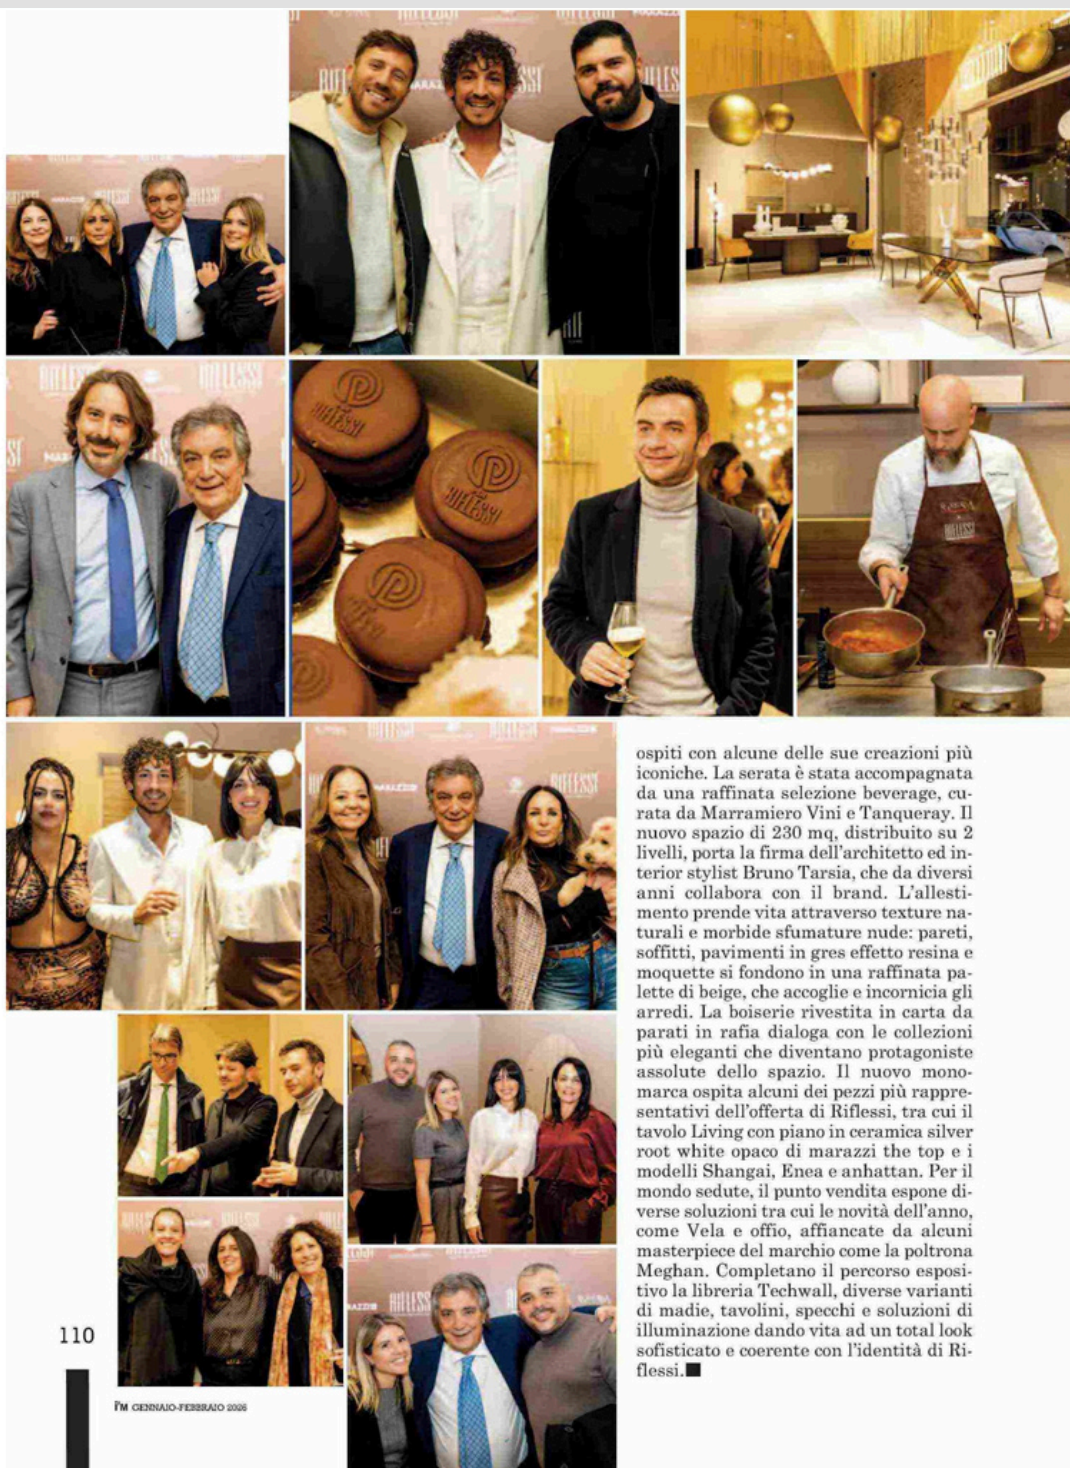 RIFLESSI
MARAZZI
RIFLESSI
RIFLESSI
MARAZZI
RIFLESSI
RIFLESSI
RIFLESSI
RIFLESSI
RIFLESSI
RIFLESSI
MARAZZI
RIFLESSI
ospiti con alcune delle sue creazioni più
iconiche. La serata è stata accompagnata
da una raffinata selezione beverage, cu-
rata da Marramiero Vini e Tanqueray. Il
nuovo spazio di 230 mq, distribuito su 2
livelli, porta la firma dell'architetto ed in-
terior stylist Bruno Tarsia, che da diversi
anni collabora con il brand. L'allesti-
mento prende vita attraverso texture na-
turali e morbide sfumature nude: pareti,
soffitti, pavimenti in gres effetto resina e
moquette si fondono in una raffinata pa-
lette di beige, che accoglie e incornicia gli
arredi. La boiserie rivestita in carta da
parati in rafia dialoga con le collezioni
più eleganti che diventano protagoniste
assolute dello spazio. Il nuovo mono-
marca ospita alcuni dei pezzi più rappre-
sentativi dell'offerta di Riflessi, tra cui il
tavolo Living con piano in ceramica silver
root white opaco di marazzi the top e i
modelli Shangai, Enea e anhattan. Per il
mondo sedute, il punto vendita espone di-
verse soluzioni tra cui le novità dell'anno,
come Vela e offio, affiancate da alcuni
masterpiece del marchio come la poltrona
Meghan. Completano il percorso esposi-
tivo la libreria Techwall, diverse varianti
di madie, tavolini, specchi e soluzioni di
illuminazione dando vita ad un total look
sofisticato e coerente con l'identità di Ri-
flessi.
110
I'M GENNAIO-FEBBRAIO 2026